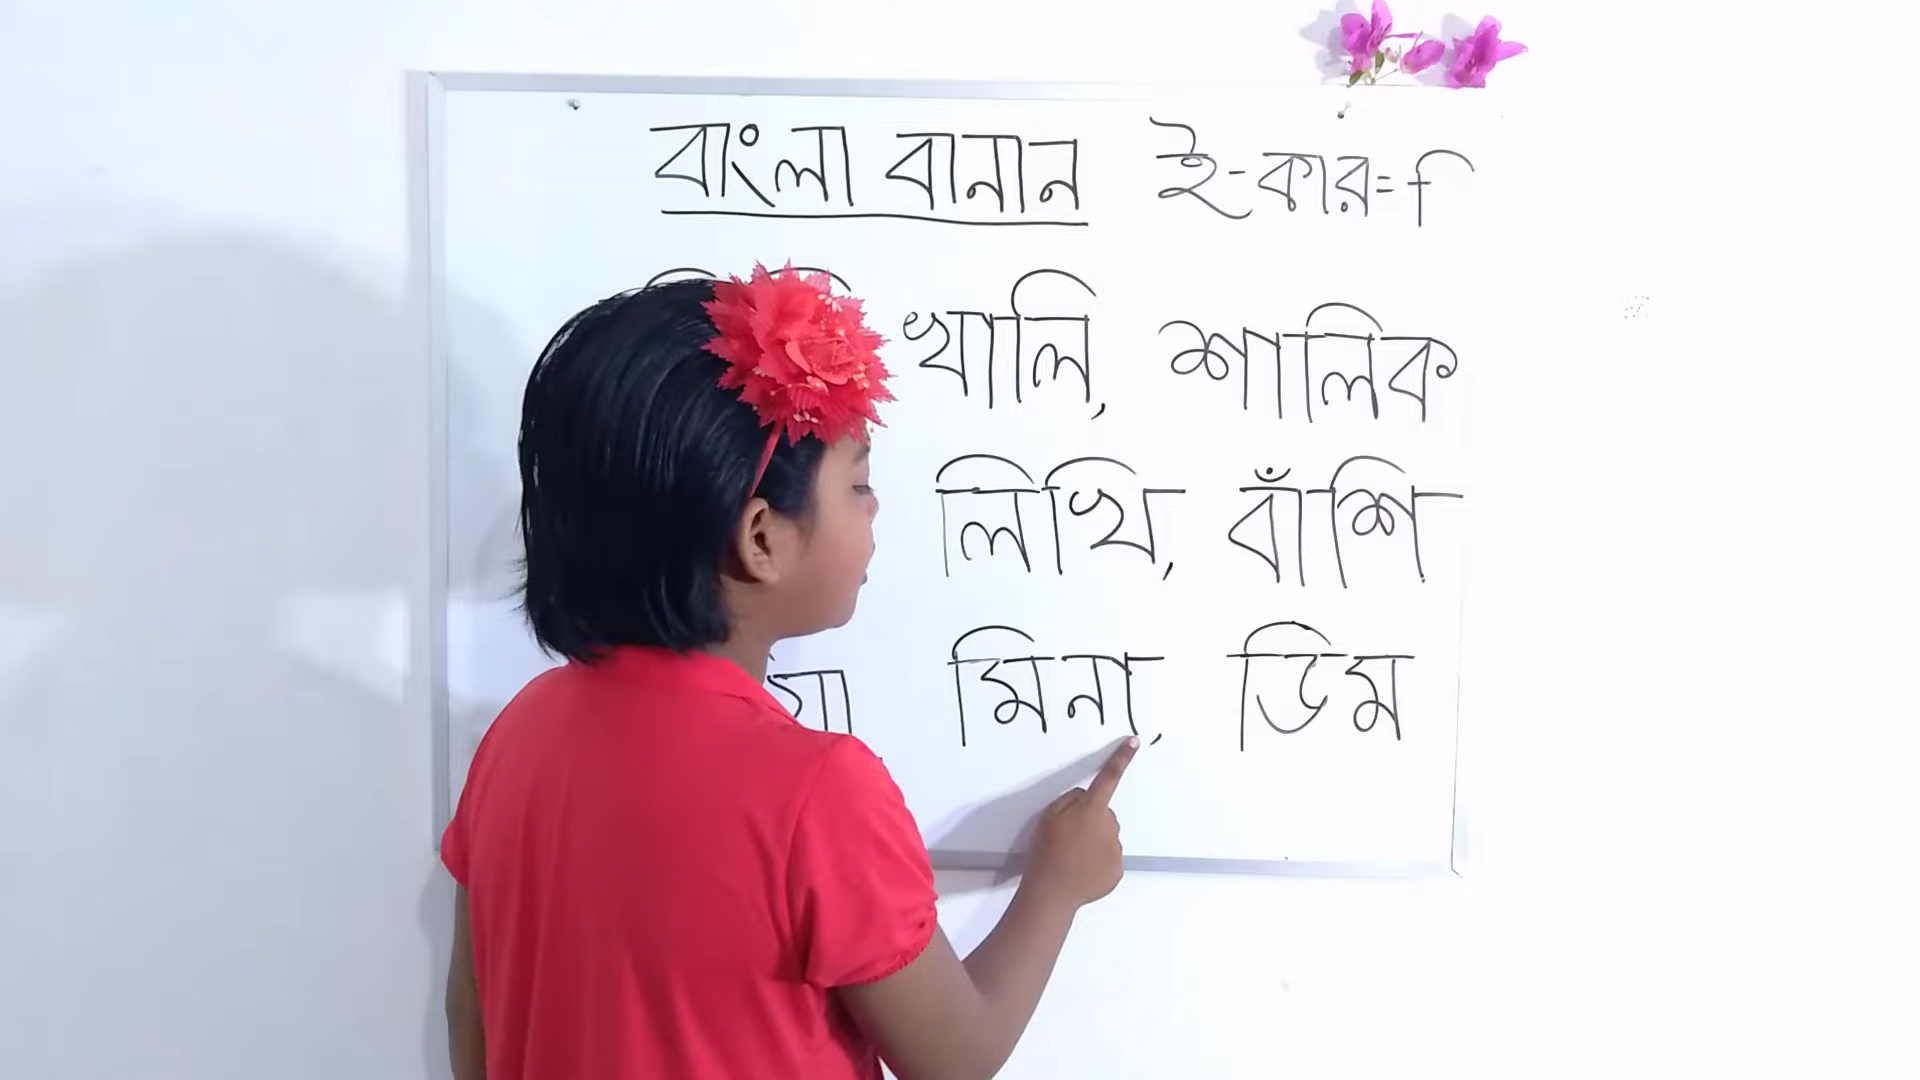 বাংলা বানান ই-কার=ি
খালি, শালিক
লিখি, বাঁশি
মিনা, ডিম